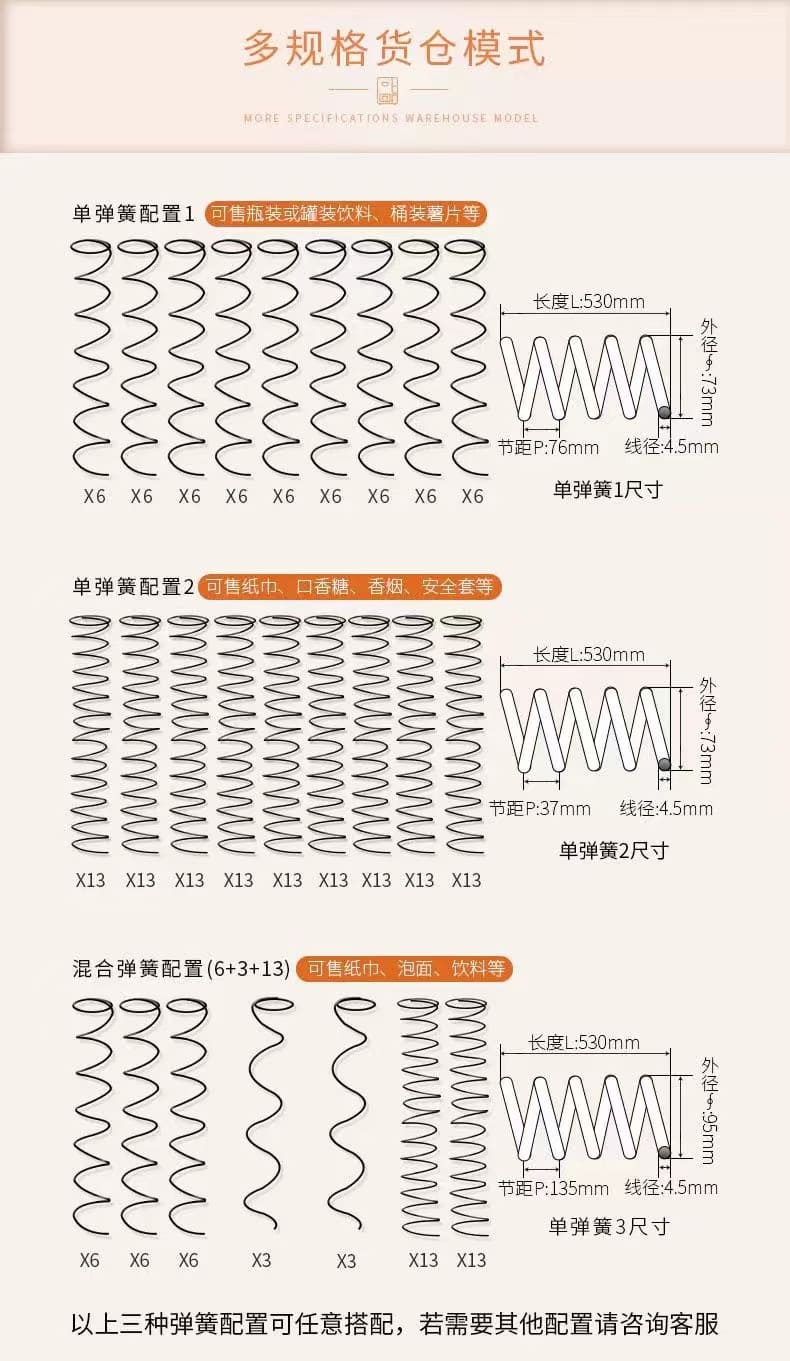 多规格货仓模式
MORE SPECIFICATIONS WAREHOUSE MODEL
单弹簧配置1 可售瓶装或罐装饮料、桶装薯片等
长度L:530mm
外径∮:73mm
节距P:76mm 线径:4.5mm
X6 X6 X6 X6 X6 X6 X6 X6 X6
单弹簧1尺寸
单弹簧配置2 可售纸巾、口香糖、香烟、安全套等
长度L:530mm
外径∮:73mm
节距P:37mm 线径:4.5mm
单弹簧2尺寸
X13 X13 X13 X13 X13 X13 X13 X13 X13
混合弹簧配置(6+3+13) 可售纸巾、泡面、饮料等
长度L:530mm
外径∮:95mm
节距P:135mm 线径:4.5mm
单弹簧3尺寸
X6 X6 X6 X3 X3 X13 X13
以上三种弹簧配置可任意搭配，若需要其他配置请咨询客服